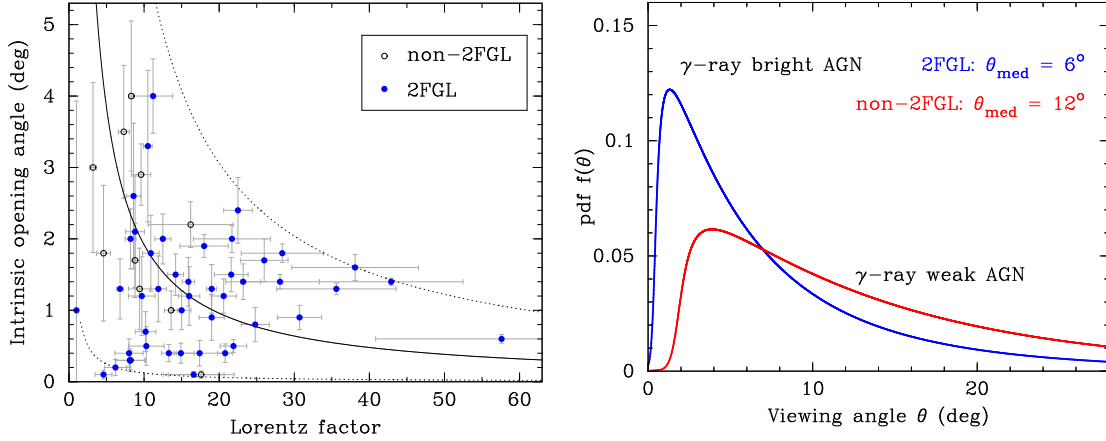 5
4
3
2
1
0
Intrinsic opening angle (deg)
non-2FGL
2FGL
0 10 20 30 40 50 60
Lorentz factor
0.15
0.1
0.05
0
pdf f(θ)
γ-ray bright AGN
2FGL: θmed = 6°
non-2FGL: θmed = 12°
γ-ray weak AGN
0 10 20
Viewing angle θ (deg)